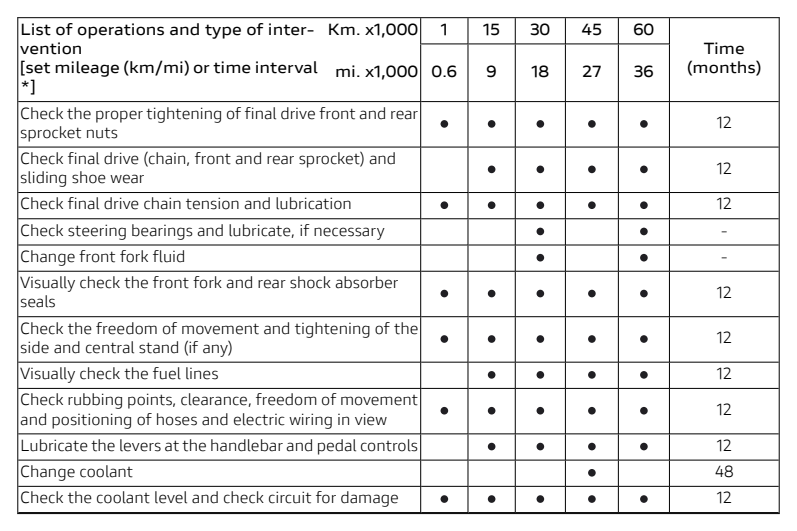 List of operations and type of inter- Km. x1,000 1 15 30 45 60 Time
vention
[set mileage (km/mi) or time interval mi. x1,000 0.6 9 18 27 36 (months)
*]
Check the proper tightening of final drive front and rear
sprocket nuts ● ● ● ● ● 12
Check final drive (chain, front and rear sprocket) and
sliding shoe wear ● ● ● ● 12
Check final drive chain tension and lubrication ● ● ● ● ● 12
Check steering bearings and lubricate, if necessary ● ● -
Change front fork fluid ● ● -
Visually check the front fork and rear shock absorber
seals ● ● ● ● ● 12
Check the freedom of movement and tightening of the
side and central stand (if any) ● ● ● ● ● 12
Visually check the fuel lines ● ● ● ● 12
Check rubbing points, clearance, freedom of movement
and positioning of hoses and electric wiring in view ● ● ● ● ● 12
Lubricate the levers at the handlebar and pedal controls ● ● ● ● 12
Change coolant ● 48
Check the coolant level and check circuit for damage ● ● ● ● ● 12